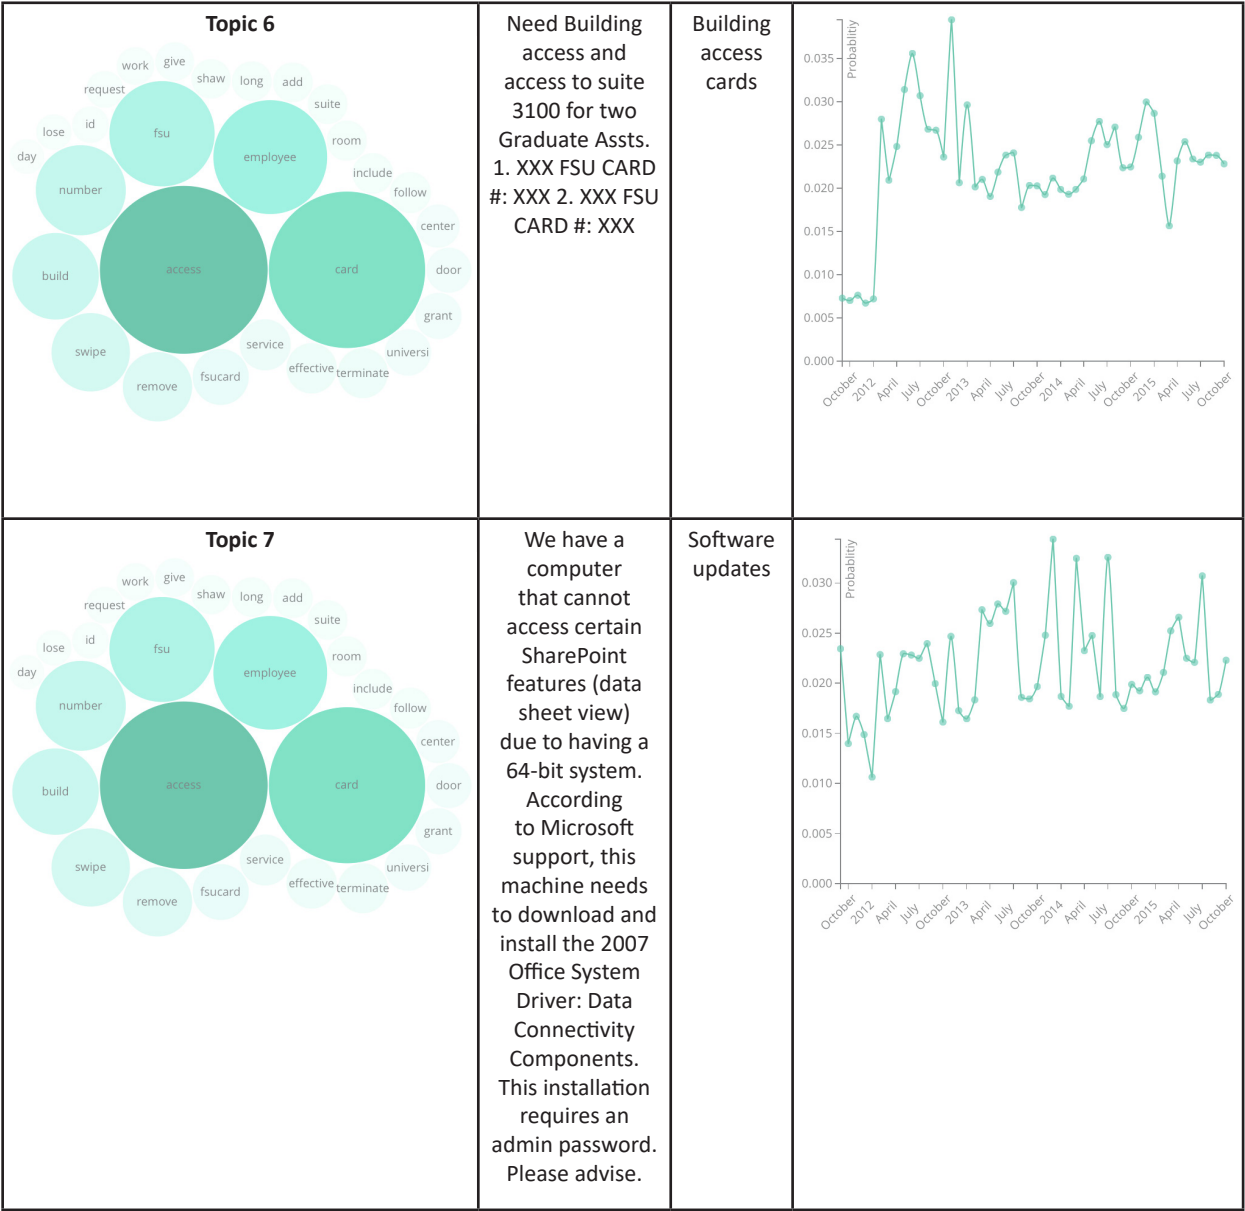 Topic 6
work
give
shaw
long
add
request
suite
lose
id
fsu
employee
room
day
number
include
follow
center
build
access
card
door
grant
swipe
service
universi
remove
fsucard
effective
terminate
Need Building
access and
access to suite
3100 for two
Graduate Assts.
1. XXX FSU CARD
#: XXX 2. XXX FSU
CARD #: XXX
Building
access
cards
Probablitiy
0.035
0.030
0.025
0.020
0.015
0.010
0.005
0.000
October
2012
April
July
October
2013
April
July
October
2014
April
July
October
2015
April
July
October
Topic 7
work
give
shaw
long
add
request
suite
lose
id
fsu
employee
room
day
number
include
follow
center
build
access
card
door
grant
swipe
service
universi
remove
fsucard
effective
terminate
We have a
computer
that cannot
access certain
SharePoint
features (data
sheet view)
due to having a
64-bit system.
According
to Microsoft
support, this
machine needs
to download and
install the 2007
Office System
Driver: Data
Connectivity
Components.
This installation
requires an
admin password.
Please advise.
Software
updates
Probablitiy
0.030
0.025
0.020
0.015
0.010
0.005
0.000
October
2012
April
July
October
2013
April
July
October
2014
April
July
October
2015
April
July
October